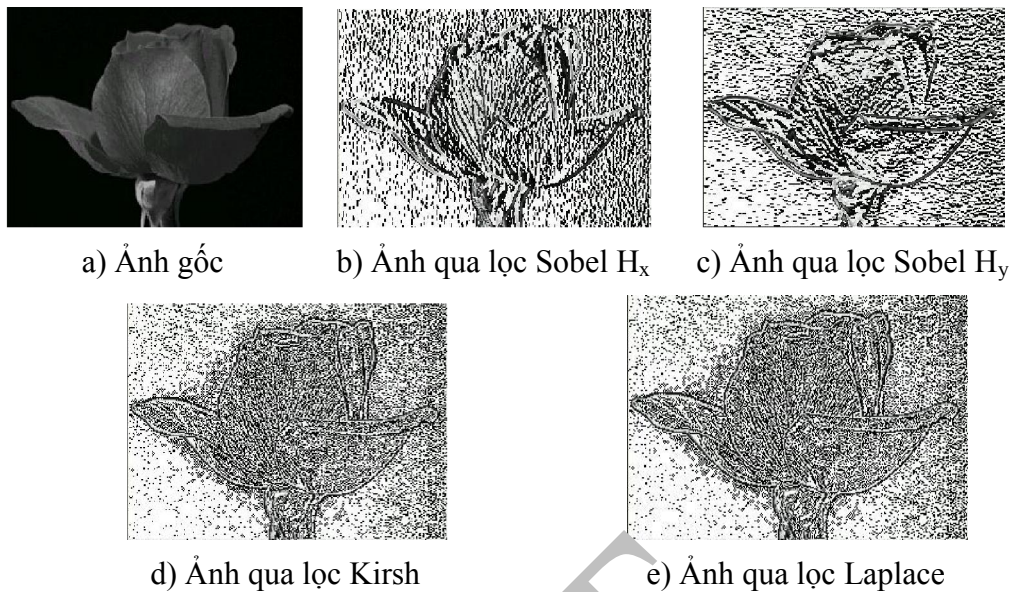 a) Ảnh gốc
b) Ảnh qua lọc Sobel Hx
c) Ảnh qua lọc Sobel Hy
d) Ảnh qua lọc Kirsh
e) Ảnh qua lọc Laplace